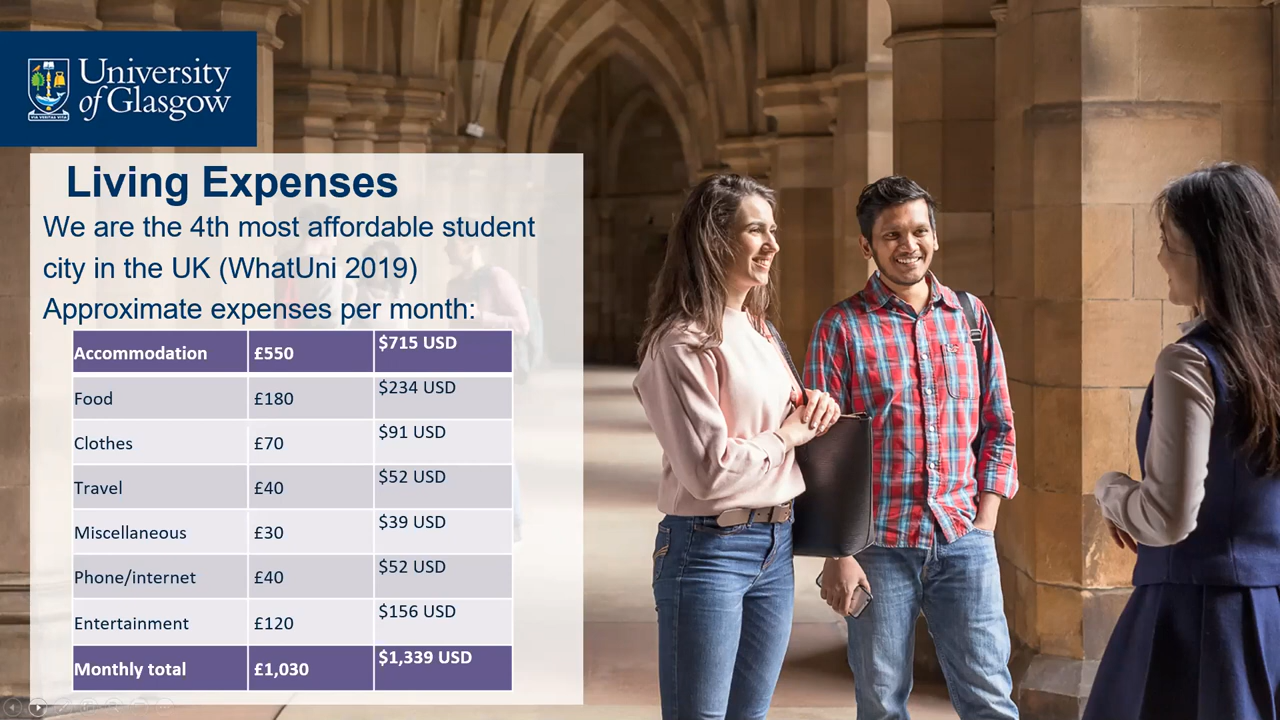 University
of Glasgow
VIA VERITAS VITA
Living Expenses
We are the 4th most affordable student
city in the UK (WhatUni 2019)
Approximate expenses per month:
Accommodation £550 $715 USD
Food £180 $234 USD
Clothes £70 $91 USD
Travel £40 $52 USD
Miscellaneous £30 $39 USD
Phone/internet £40 $52 USD
Entertainment £120 $156 USD
Monthly total £1,030 $1,339 USD